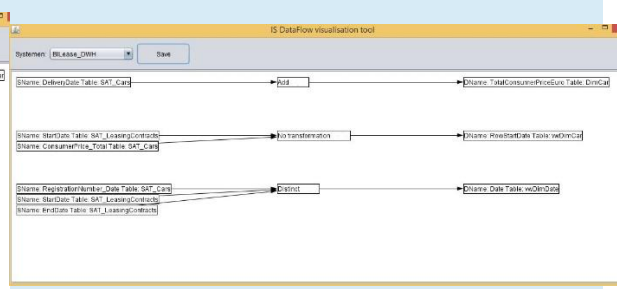 IS DataFlow visualisation tool
Systemen: BILease_DWH Save
SName: DeliveryDate Table: SAT_Cars Add DName: TotalConsumerPriceEuro Table: DimCar
SName: StartDate Table: SAT_LeasingContracts No transformation DName: RowStartDate Table: vwDimCar
SName: ConsumerPrice_Total Table: SAT_Cars
SName: RegistrationNumber_Date Table: SAT_Cars Distinct DName: Date Table: vwDimDate
SName: StartDate Table: SAT_LeasingContracts
SName: EndDate Table: SAT_LeasingContracts